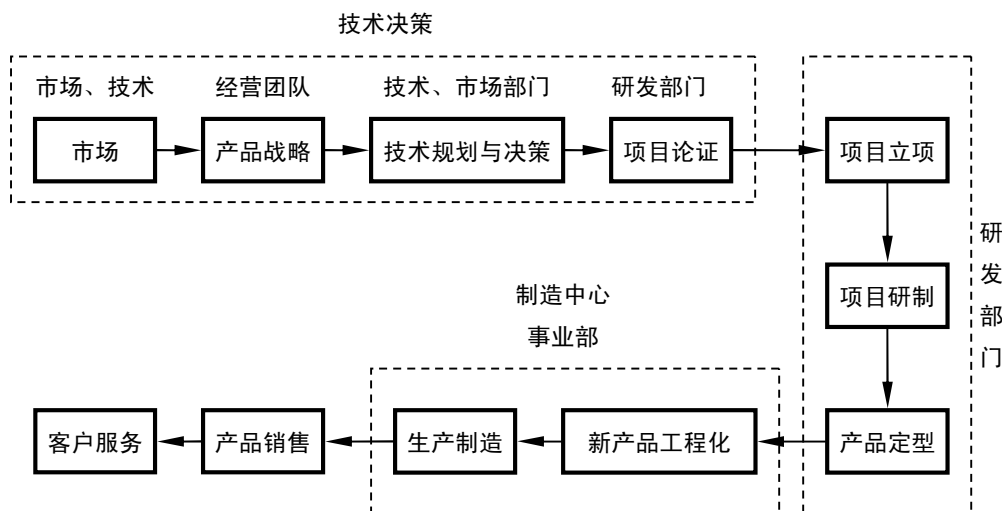 技术决策
市场、技术
经营团队
技术、市场部门
研发部门
市场
产品战略
技术规划与决策
项目论证
项目立项
研发部门
项目研制
制造中心
事业部
客户服务
产品销售
生产制造
新产品工程化
产品定型